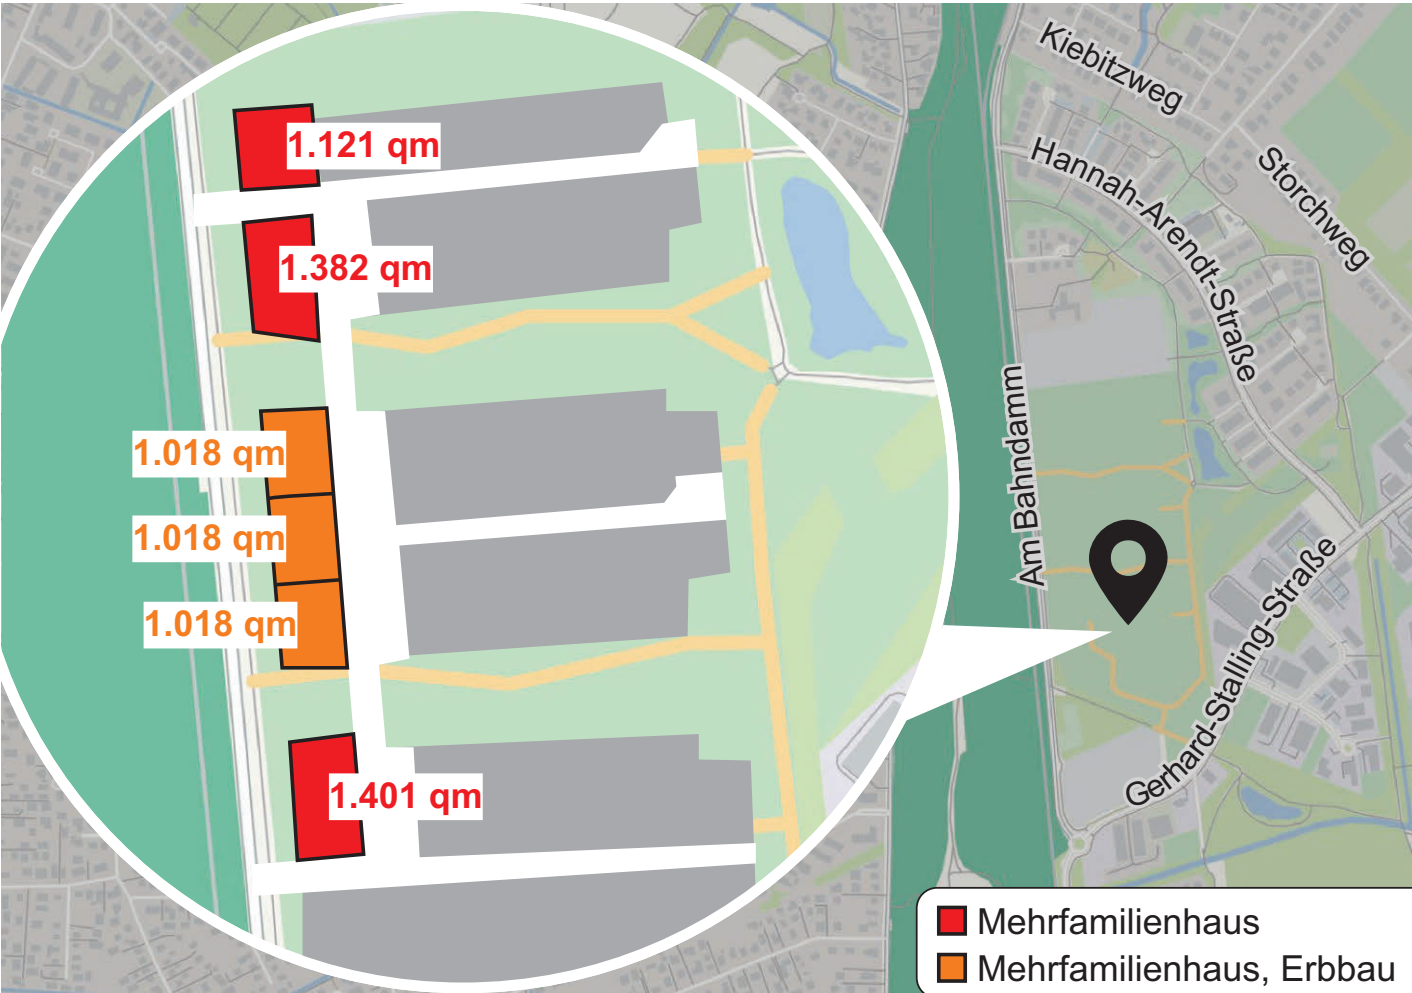 1.121 qm
1.382 qm
1.018 qm
1.018 qm
1.018 qm
1.401 qm
Kiebitzweg
Hannah-Arendt-Straße
Storchweg
Am Bahndamm
Gerhard-Stalling-Straße
Mehrfamilienhaus
Mehrfamilienhaus, Erbbau